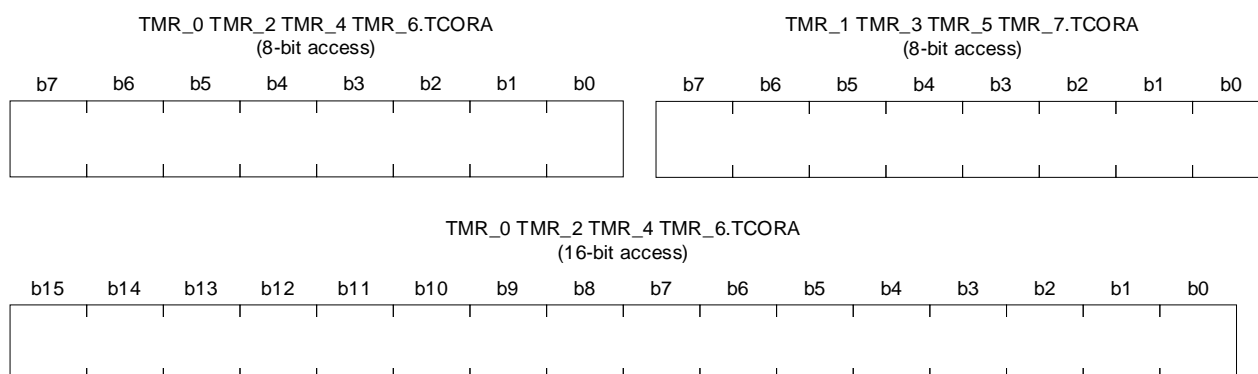 TMR_0 TMR_2 TMR_4 TMR_6.TCORA
(8-bit access)
b7 b6 b5 b4 b3 b2 b1 b0
TMR_1 TMR_3 TMR_5 TMR_7.TCORA
(8-bit access)
b7 b6 b5 b4 b3 b2 b1 b0
TMR_0 TMR_2 TMR_4 TMR_6.TCORA
(16-bit access)
b15 b14 b13 b12 b11 b10 b9 b8 b7 b6 b5 b4 b3 b2 b1 b0